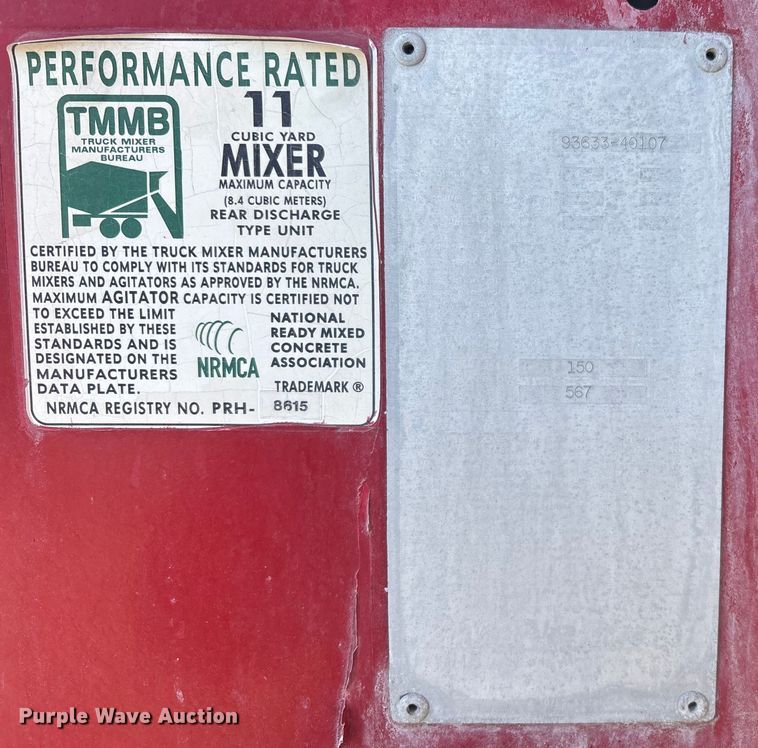 PERFORMANCE RATED
TMMB
TRUCK MIXER
MANUFACTURERS
BUREAU
11
CUBIC YARD
MIXER
MAXIMUM CAPACITY
(8.4 CUBIC METERS)
REAR DISCHARGE
TYPE UNIT
CERTIFIED BY THE TRUCK MIXER MANUFACTURERS
BUREAU TO COMPLY WITH ITS STANDARDS FOR TRUCK
MIXERS AND AGITATORS AS APPROVED BY THE NRMCA.
MAXIMUM AGITATOR CAPACITY IS CERTIFIED NOT
TO EXCEED THE LIMIT
ESTABLISHED BY THESE
STANDARDS AND IS
DESIGNATED ON THE
MANUFACTURERS
DATA PLATE.
NRMCA
NATIONAL
READY MIXED
CONCRETE
ASSOCIATION
TRADEMARK ®
NRMCA REGISTRY NO. PRH- 8615
93633-40107
150
567
Purple Wave Auction